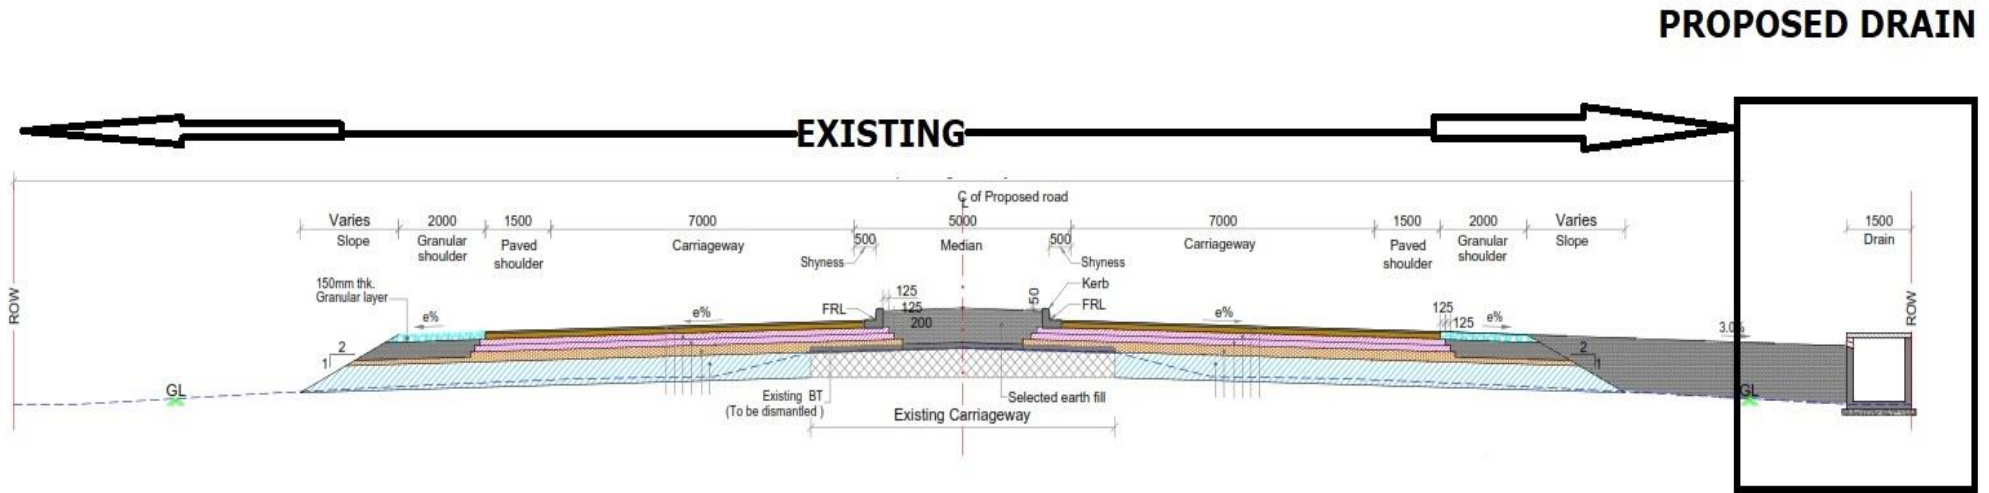 PROPOSED DRAIN
EXISTING
℄ of Proposed road
Varies 2000 1500 7000 5000 7000 1500 2000 Varies 1500
Slope Granular shoulder Paved shoulder Carriageway 500 Median 500 Carriageway Paved shoulder Granular shoulder Slope Drain
Shyness Shyness
150mm thk.
Granular layer
125 50 Kerb
FRL 125 FRL
200
ROW e% e% e% 125 125 e% 3.0% ROW
2 2
1 1
GL GL
Existing BT
(To be dismantled )
Selected earth fill
Existing Carriageway